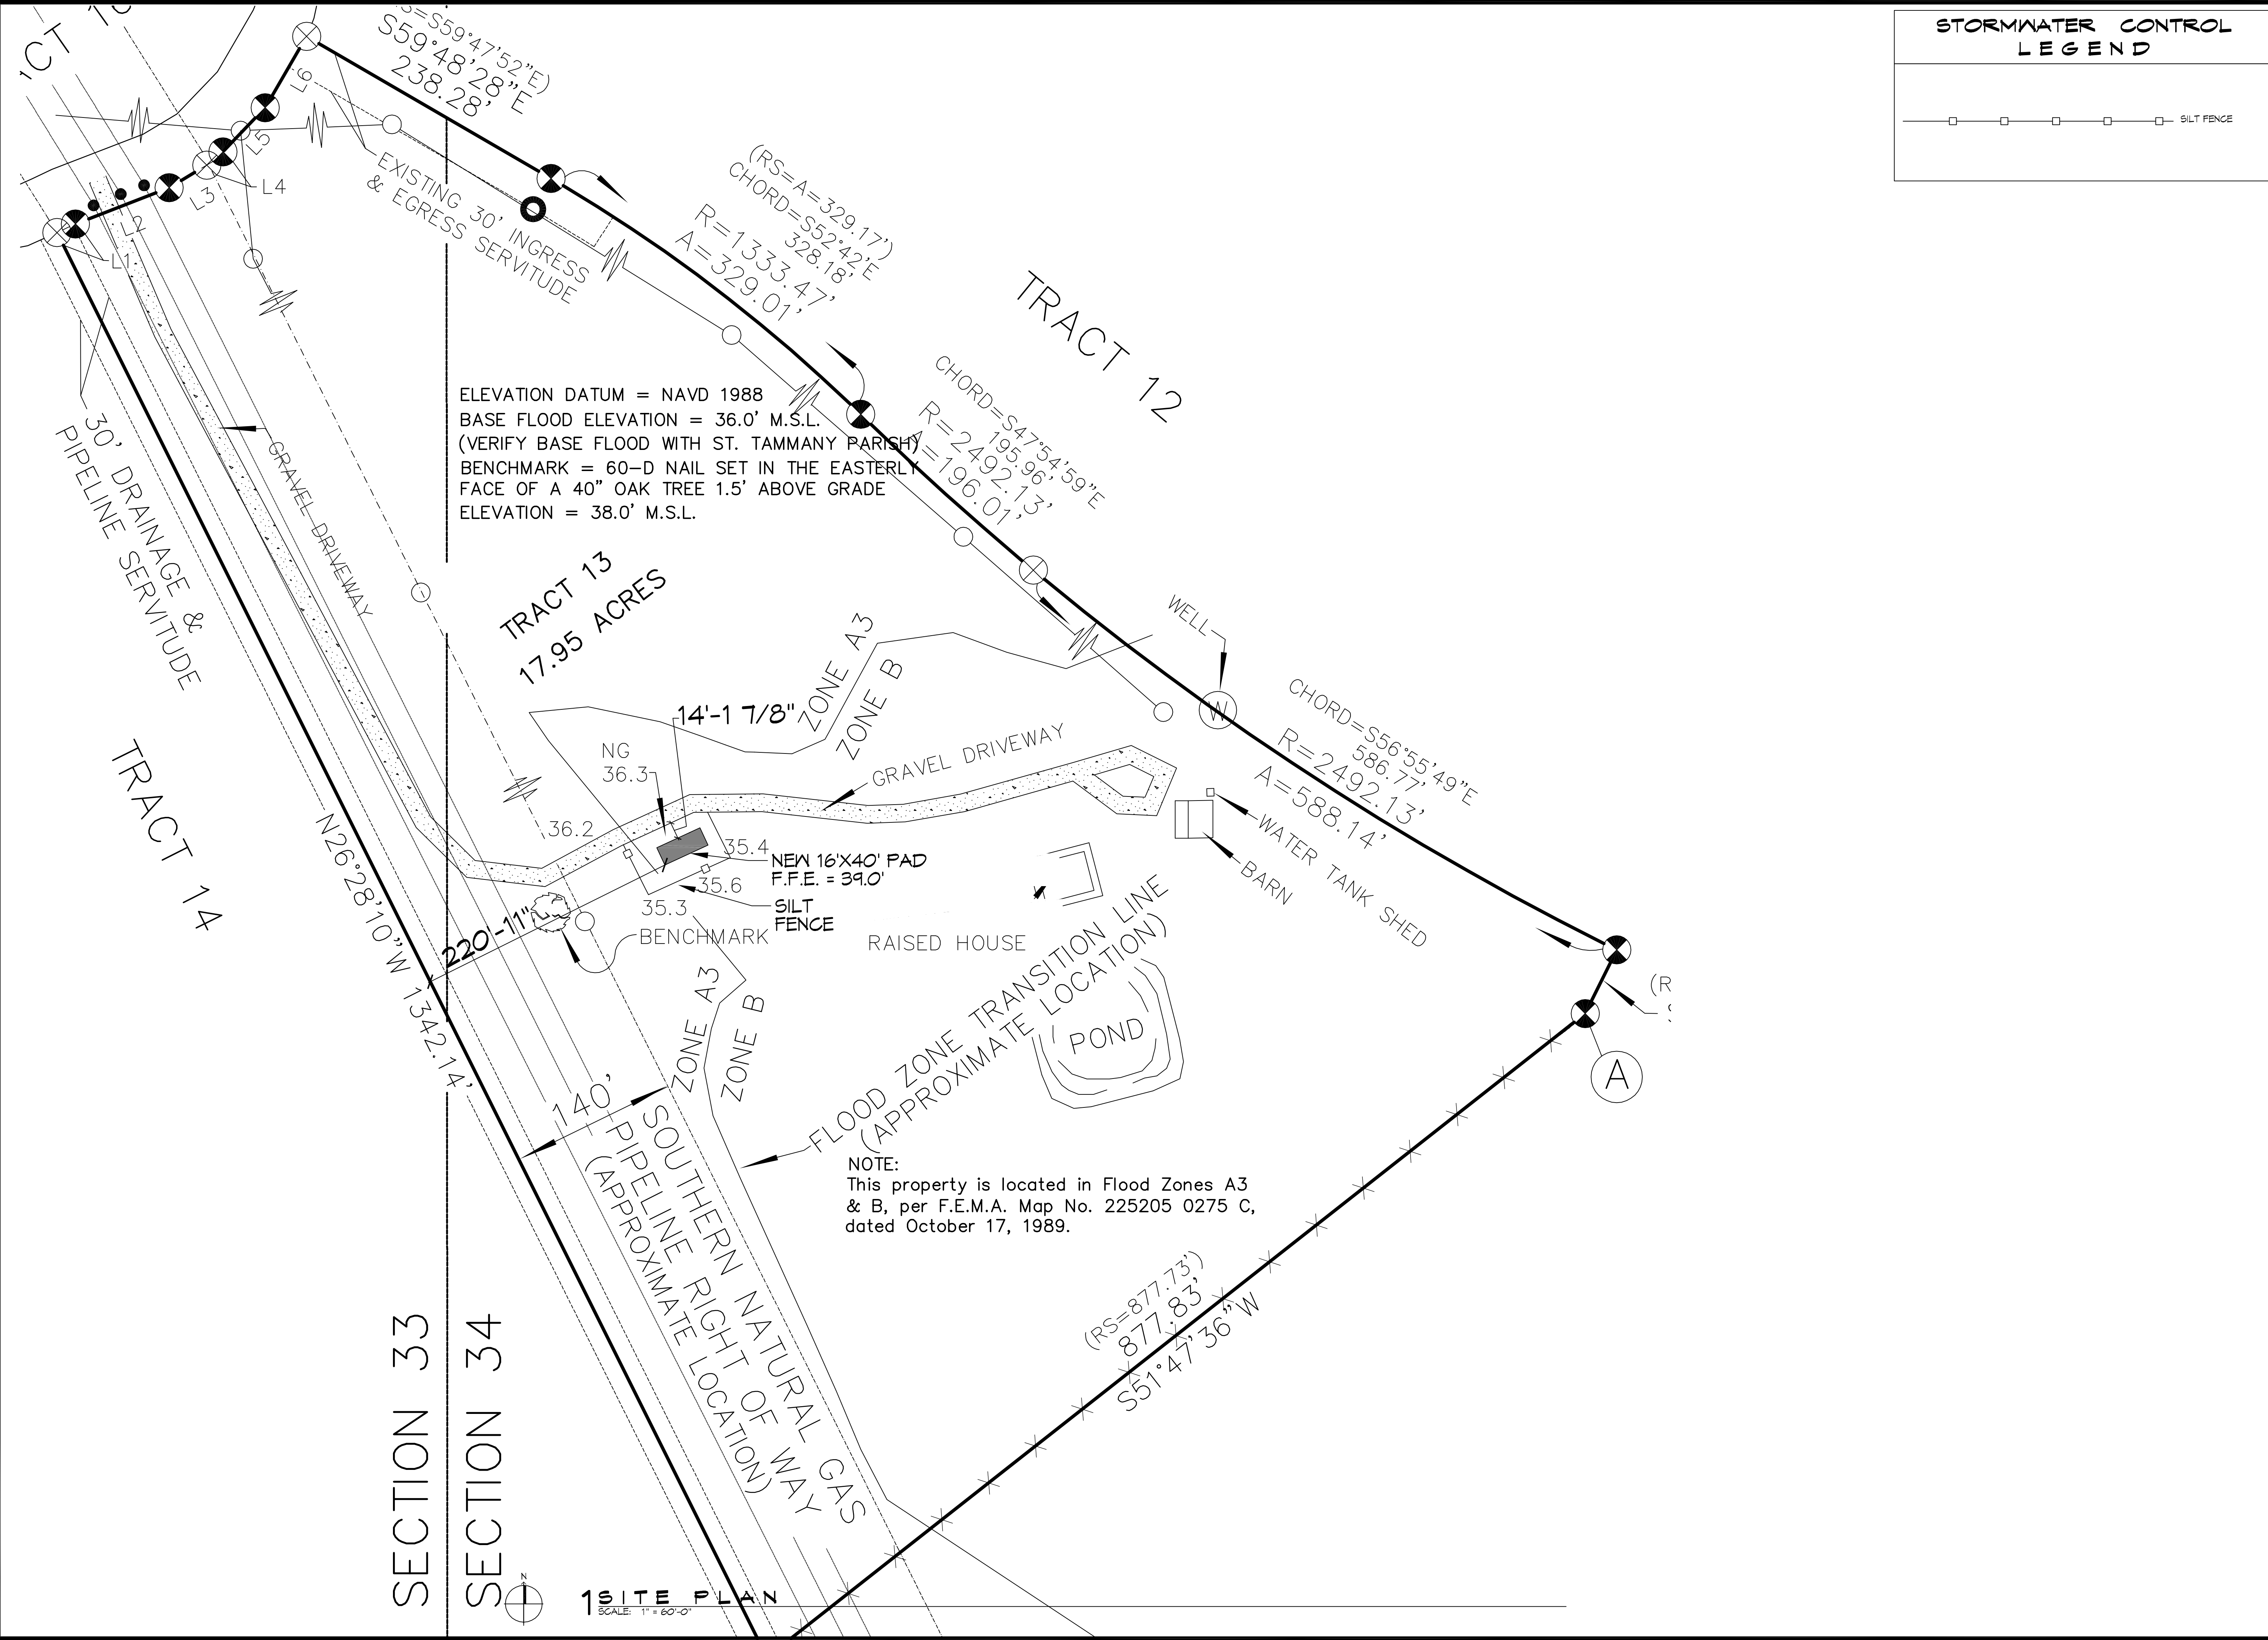 STORMWATER CONTROL
LEGEND
SILT FENCE
S59°48'28"E
238.28'
L6
L5
L4
L3
L2
L1
EXISTING 30' INGRESS
& EGRESS SERVITUDE
(RS=A=329.17')
CHORD=S52°42'E
328.18'
R=1333.47'
A=329.01'
TRACT 12
CHORD=S47°54'59"E
195.96'
R=2492.13'
A=196.01'
ELEVATION DATUM = NAVD 1988
BASE FLOOD ELEVATION = 36.0' M.S.L.
(VERIFY BASE FLOOD WITH ST. TAMMANY PARISH)
BENCHMARK = 60-D NAIL SET IN THE EASTERLY
FACE OF A 40" OAK TREE 1.5' ABOVE GRADE
ELEVATION = 38.0' M.S.L.
30' DRAINAGE &
PIPELINE SERVITUDE
GRAVEL DRIVEWAY
TRACT 13
17.95 ACRES
WELL
W
ZONE A3
ZONE B
14'-1 7/8"
NG
36.3
GRAVEL DRIVEWAY
CHORD=S56°55'49"E
586.77'
R=2492.13'
A=588.14'
TRACT 14
36.2
35.4
NEW 16'X40' PAD
F.F.E. = 39.0'
35.6
SILT
FENCE
35.3
BENCHMARK
RAISED HOUSE
WATER TANK SHED
BARN
N26°28'10"W 1342.14'
220'-11"
ZONE A3
ZONE B
FLOOD ZONE TRANSITION LINE
(APPROXIMATE LOCATION)
POND
(R
A
140'
SOUTHERN NATURAL GAS
PIPELINE RIGHT OF WAY
(APPROXIMATE LOCATION)
NOTE:
This property is located in Flood Zones A3
& B, per F.E.M.A. Map No. 225205 0275 C,
dated October 17, 1989.
(RS=877.73')
877.83'
S51°47'36"W
SECTION 33
SECTION 34
N
1 SITE PLAN
SCALE: 1" = 60'-0"